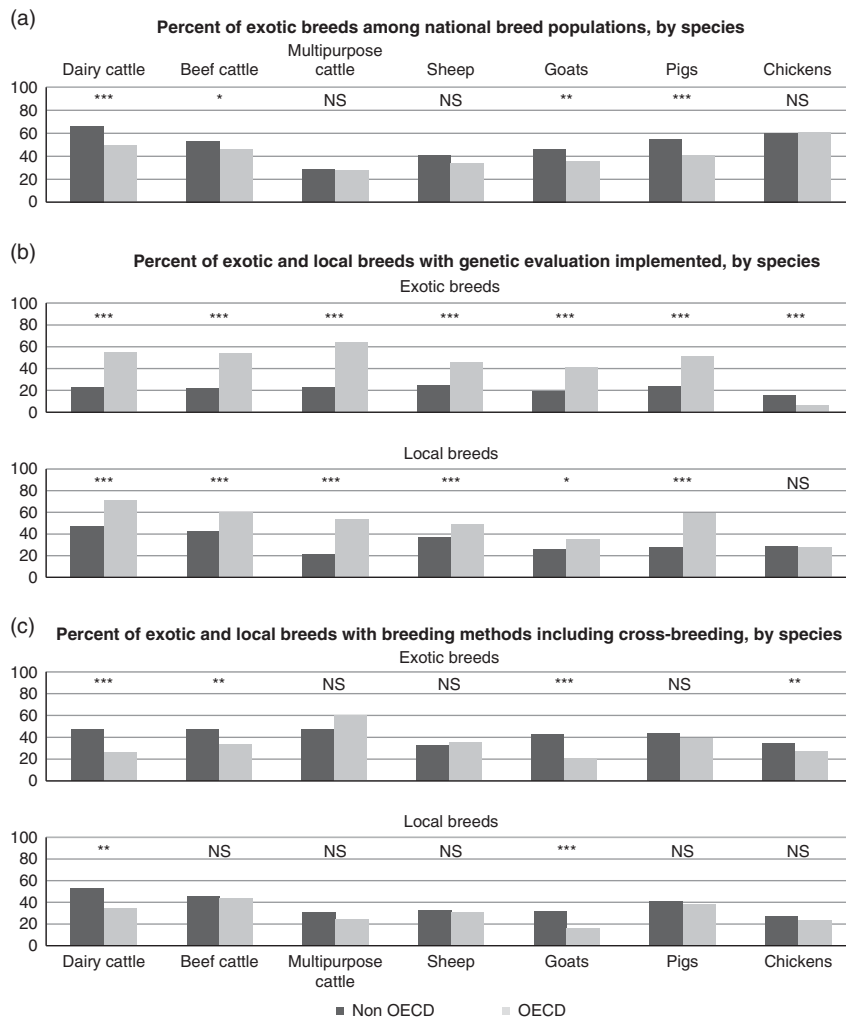 (a)
Percent of exotic breeds among national breed populations, by species
Dairy cattle Beef cattle Multipurpose cattle Sheep Goats Pigs Chickens
*** * NS NS ** *** NS
100
80
60
40
20
0
(b)
Percent of exotic and local breeds with genetic evaluation implemented, by species
Exotic breeds
*** *** *** *** *** *** ***
100
80
60
40
20
0
Local breeds
*** *** *** *** * *** NS
100
80
60
40
20
0
(c)
Percent of exotic and local breeds with breeding methods including cross-breeding, by species
Exotic breeds
*** ** NS NS *** NS **
100
80
60
40
20
0
Local breeds
** NS NS NS *** NS NS
100
80
60
40
20
0
Dairy cattle Beef cattle Multipurpose cattle Sheep Goats Pigs Chickens
Non OECD OECD